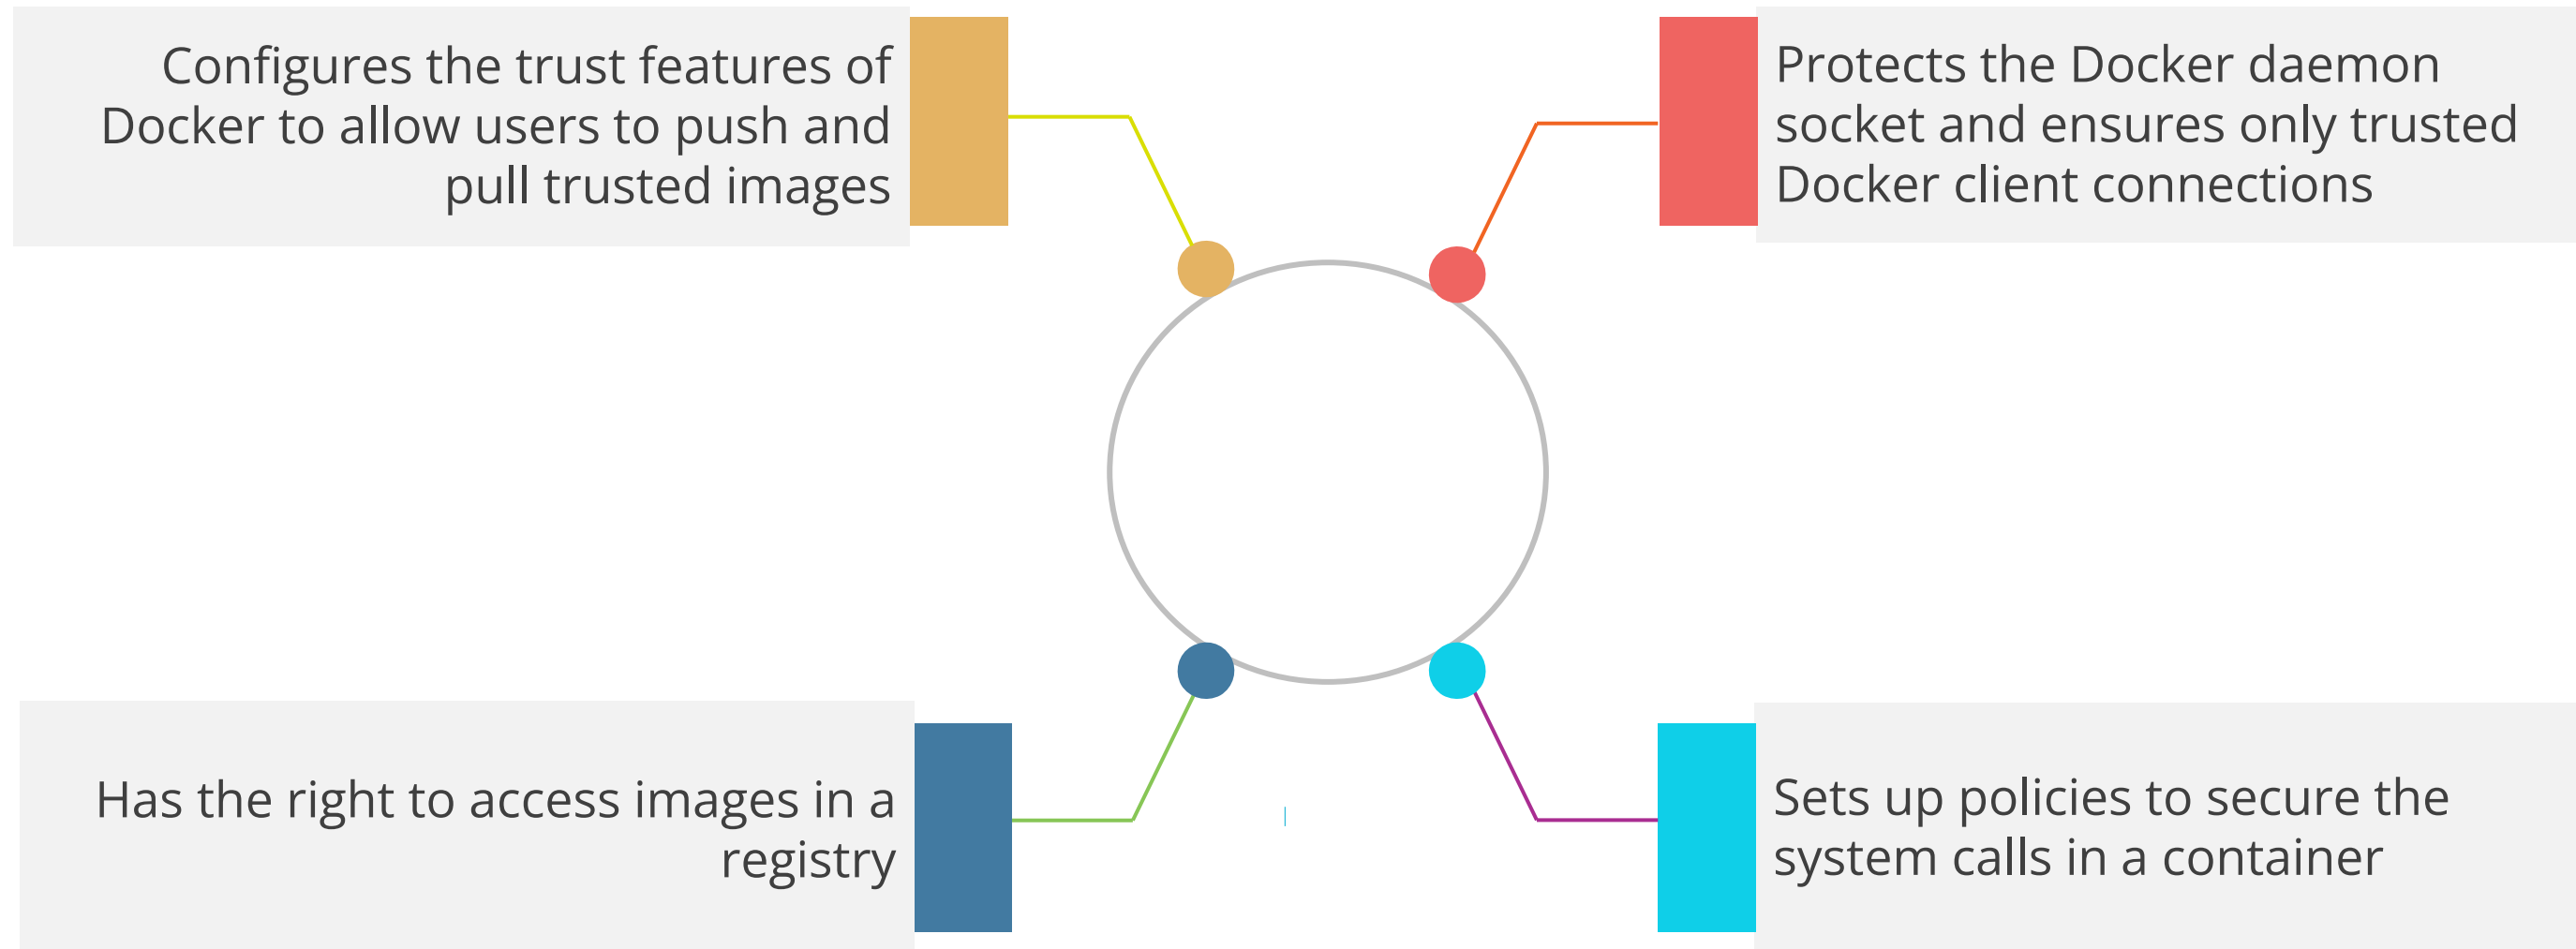 Configures the trust features of
Docker to allow users to push and
pull trusted images
Protects the Docker daemon
socket and ensures only trusted
Docker client connections
Has the right to access images in a
registry
Sets up policies to secure the
system calls in a container